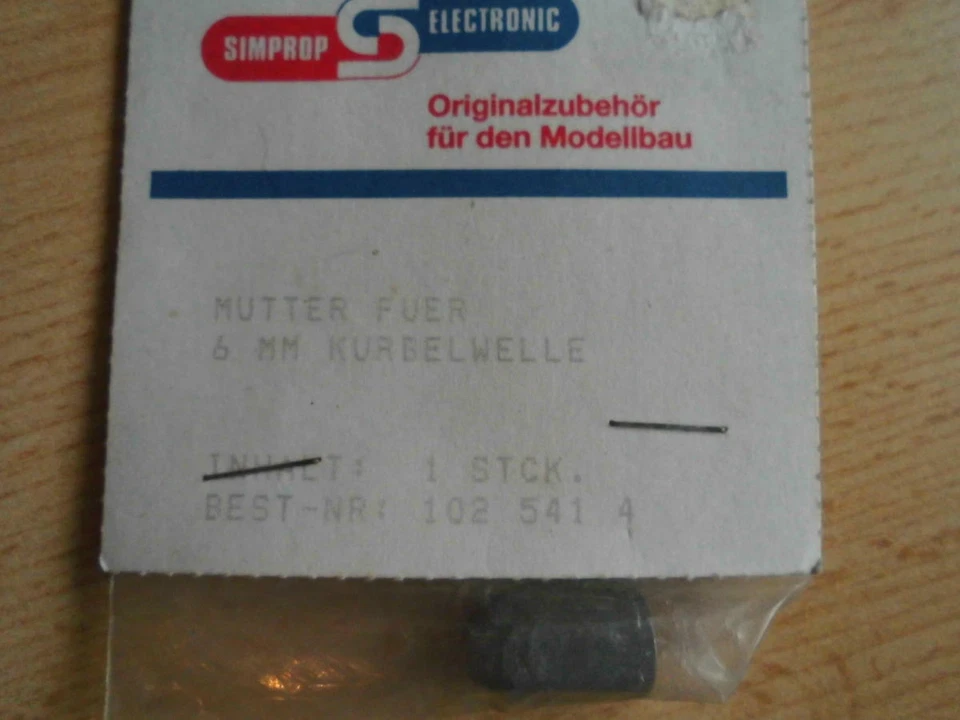 SIMPROP ELECTRONIC
Originalzubehör
für den Modellbau
MUTTER FUER
6 MM KURBELWELLE
INHALT: 1 STCK.
BEST-NR: 102 541 4